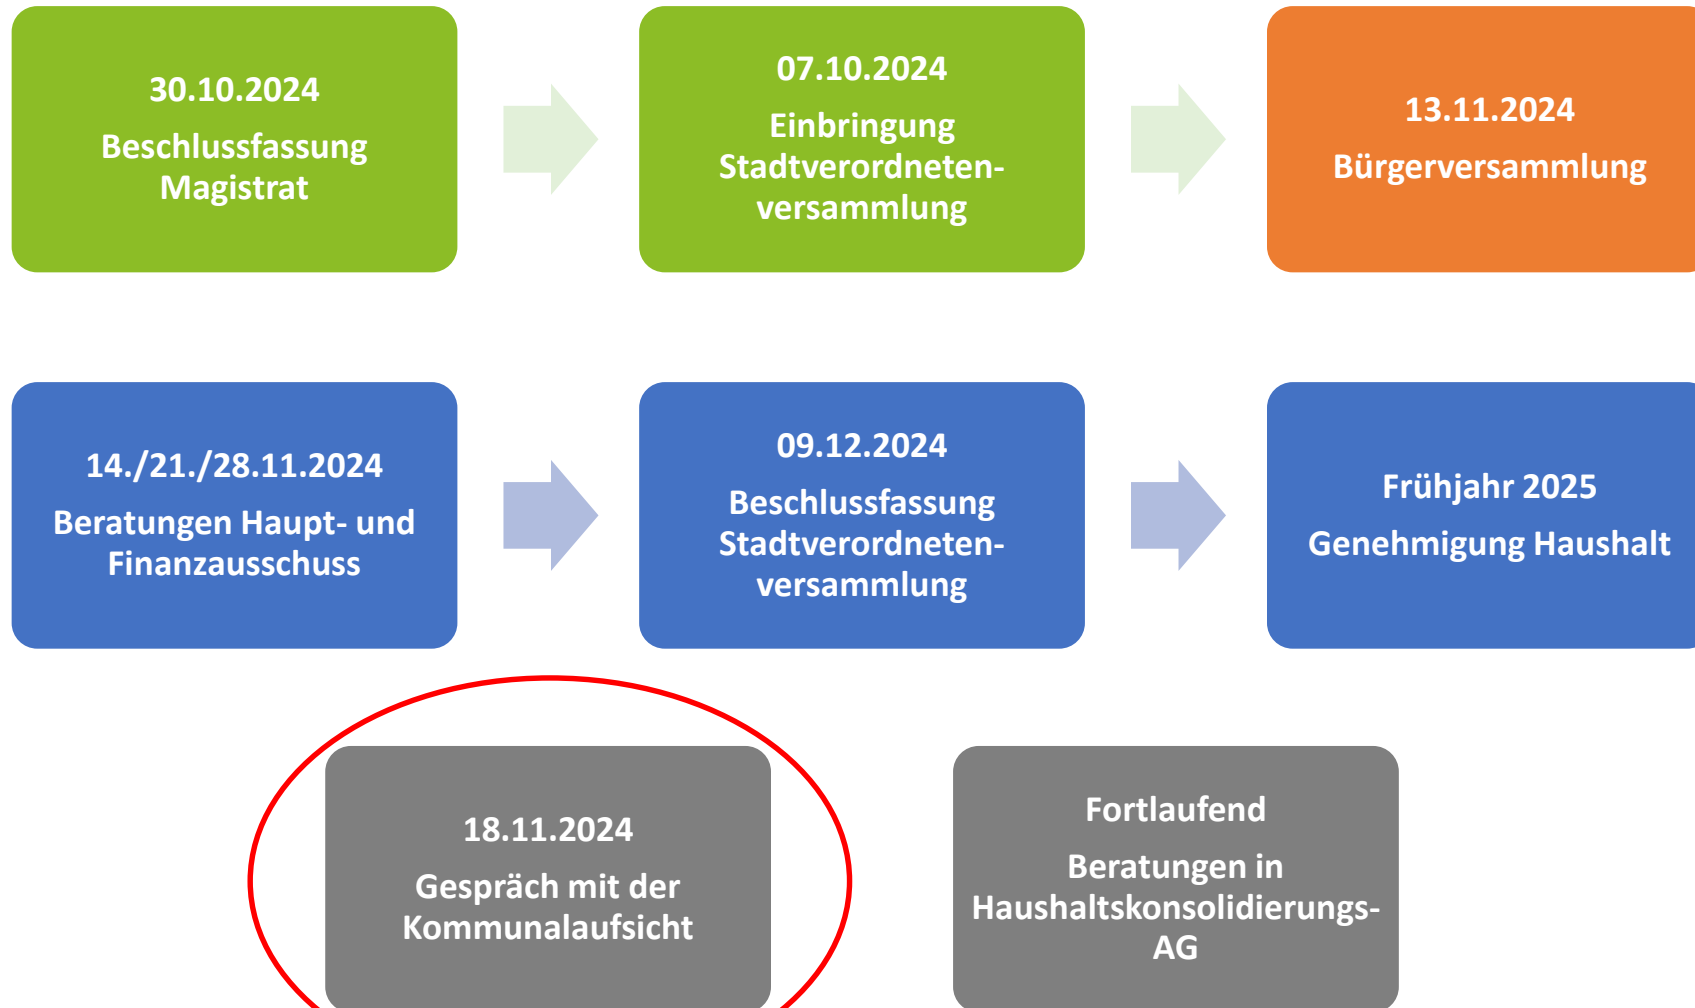 30.10.2024
Beschlussfassung
Magistrat
07.10.2024
Einbringung
Stadtverordneten-
versammlung
13.11.2024
Bürgerversammlung
14./21./28.11.2024
Beratungen Haupt- und
Finanzausschuss
09.12.2024
Beschlussfassung
Stadtverordneten-
versammlung
Frühjahr 2025
Genehmigung Haushalt
18.11.2024
Gespräch mit der
Kommunalaufsicht
Fortlaufend
Beratungen in
Haushaltskonsolidierungs-
AG